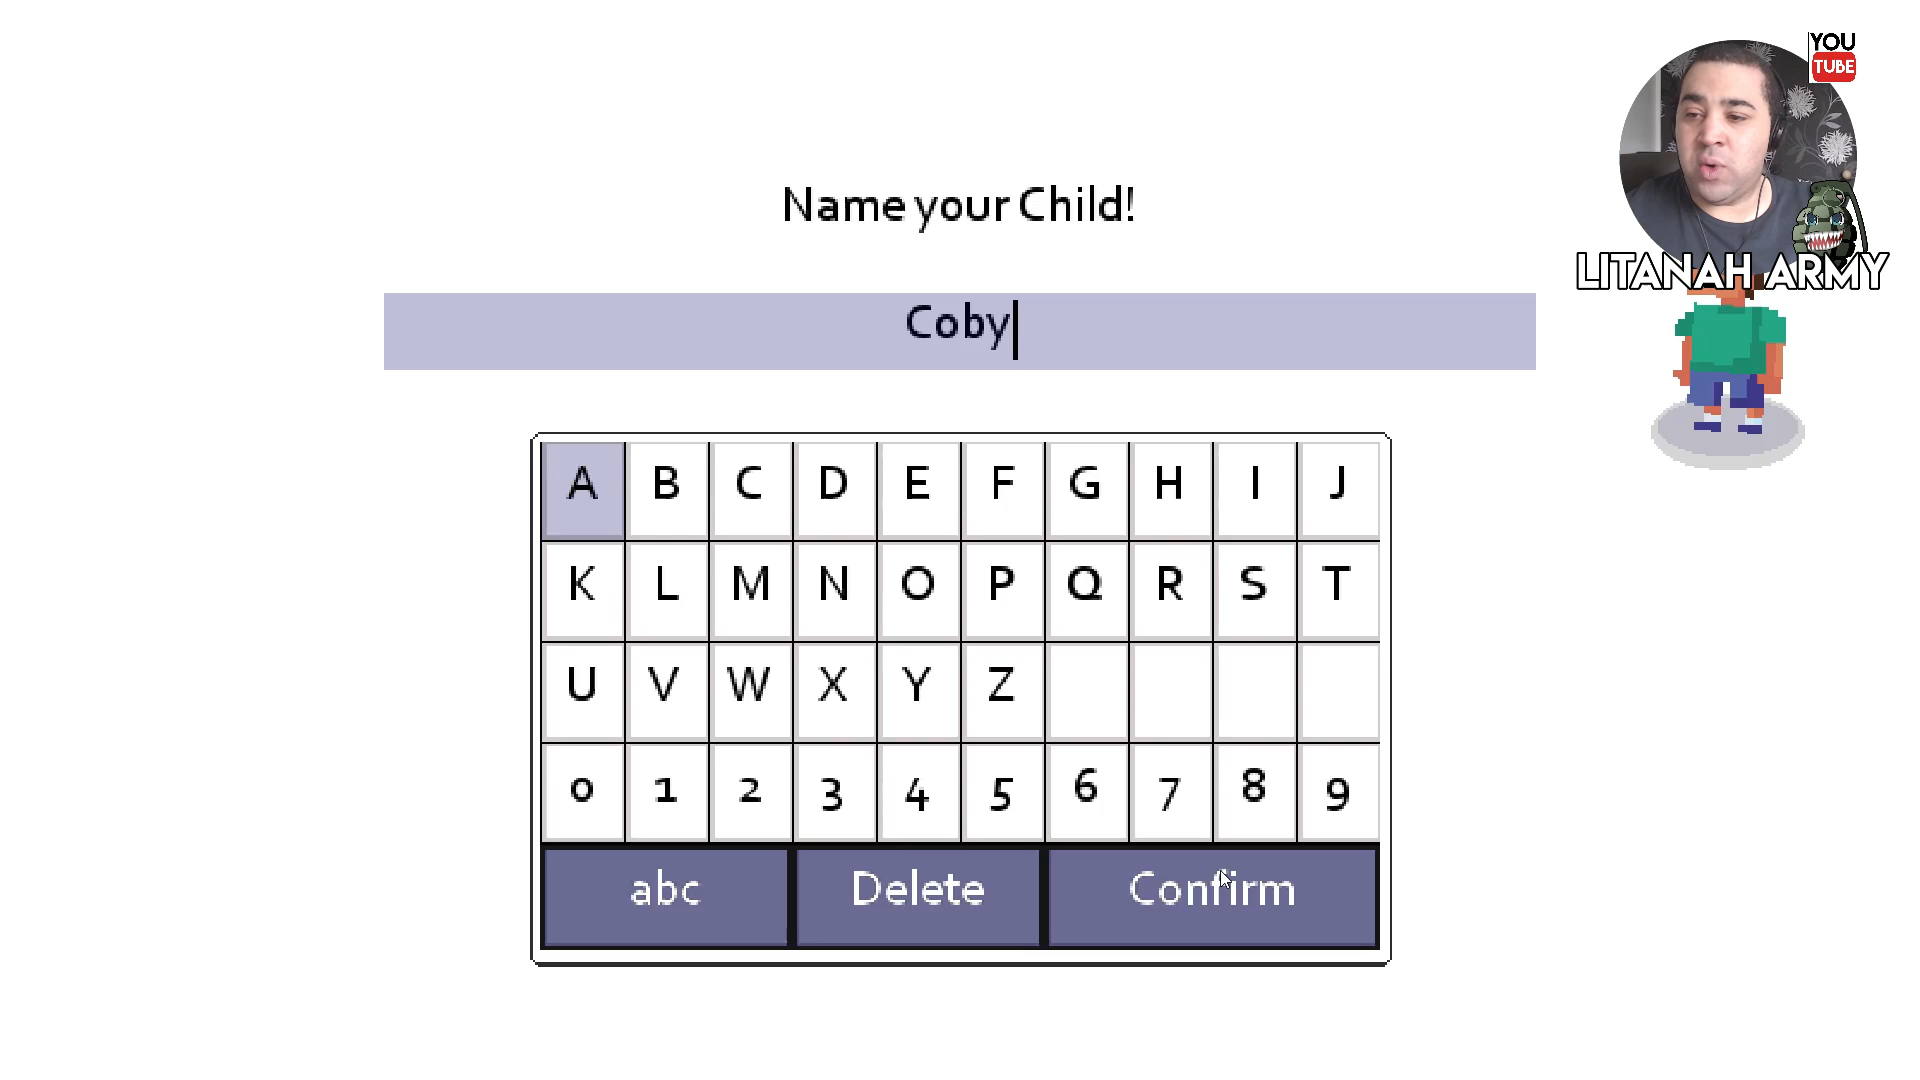 YOU
TUBE
Name your Child!
LITANAH ARMY
Coby
A B C D E F G H I J
K L M N O P Q R S T
U V W X Y Z
0 1 2 3 4 5 6 7 8 9
abc Delete Confirm